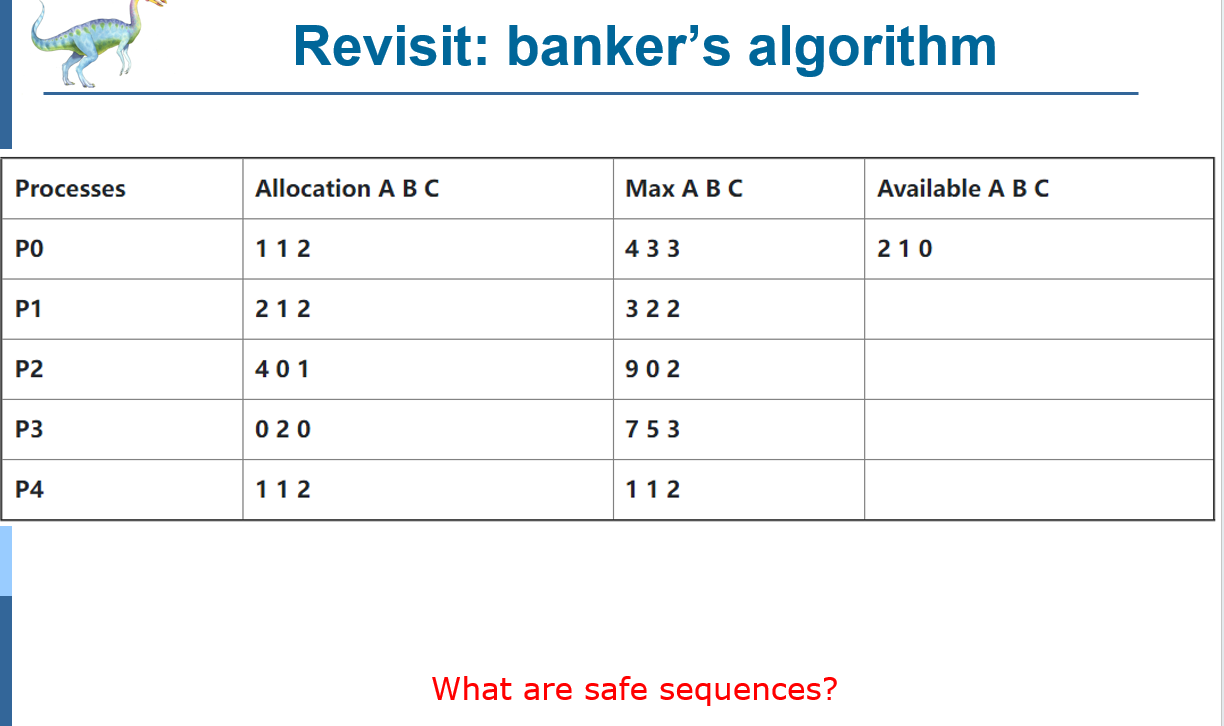 Revisit: banker’s algorithm
Processes Allocation A B C Max A B C Available A B C
P0 1 1 2 4 3 3 2 1 0
P1 2 1 2 3 2 2
P2 4 0 1 9 0 2
P3 0 2 0 7 5 3
P4 1 1 2 1 1 2
What are safe sequences?